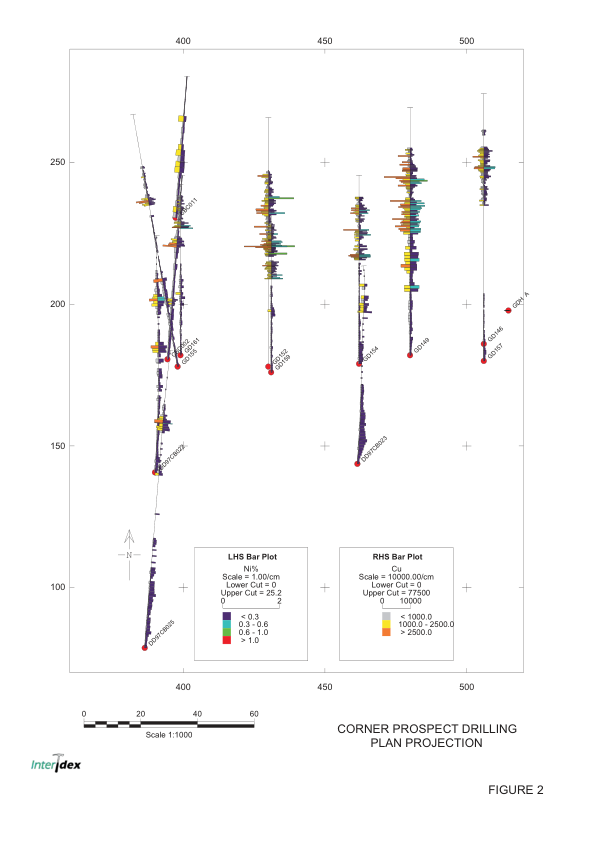 400
450
500
250
200
150
100
GD161
GD155
GD152
GD159
GD154
GD149
GDH_A
GD146
GD157
DD97CB023
DD97CB025
N
LHS Bar Plot
Ni%
Scale = 1.00/cm
Lower Cut = 0
Upper Cut = 25.2
0 2
< 0.3
0.3 - 0.6
0.6 - 1.0
> 1.0
RHS Bar Plot
Cu
Scale = 10000.00/cm
Lower Cut = 0
Upper Cut = 77500
0 10000
< 1000.0
1000.0 - 2500.0
> 2500.0
400
450
500
0 20 40 60
Scale 1:1000
CORNER PROSPECT DRILLING
PLAN PROJECTION
Interdex
FIGURE 2